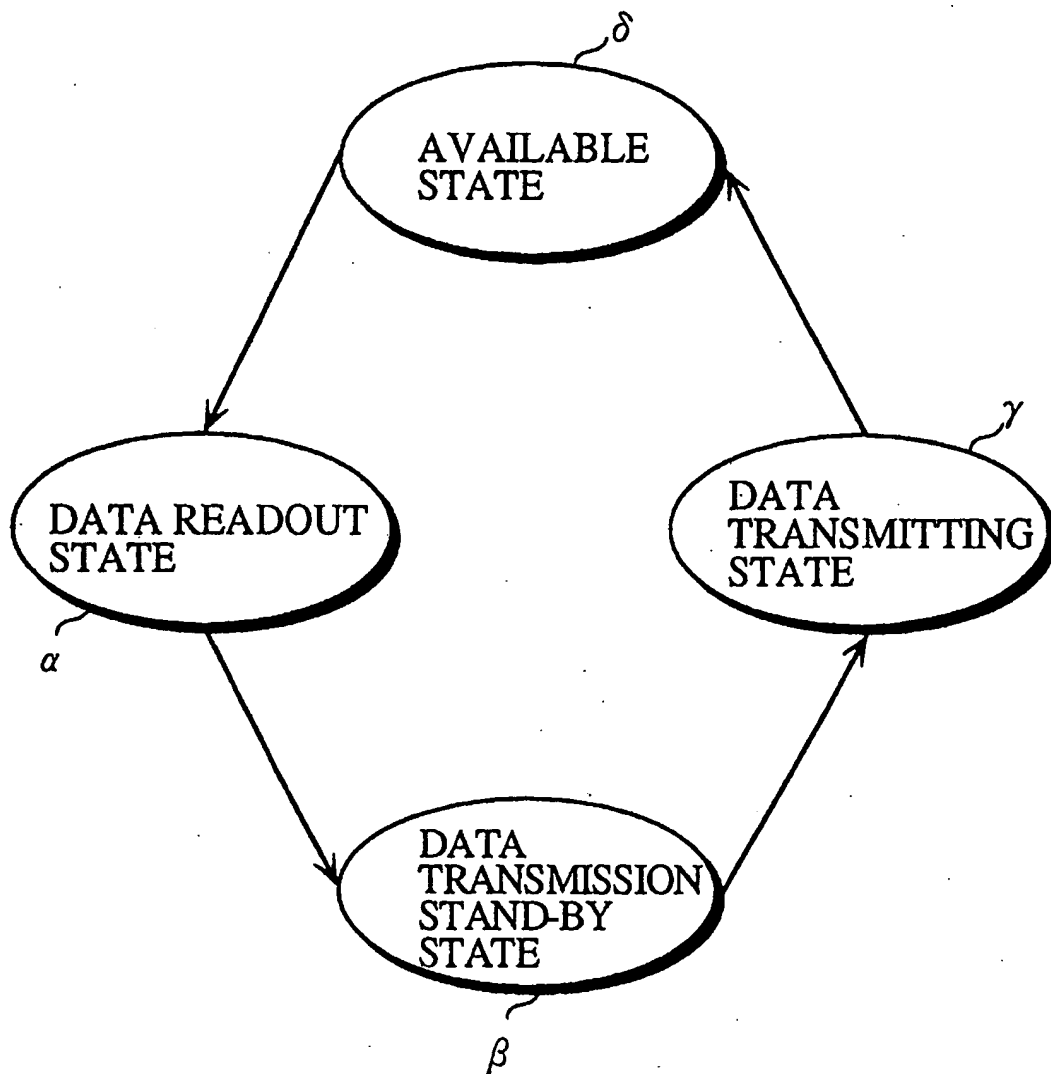 δ
AVAILABLE
STATE
γ
DATA READOUT
STATE
α
DATA
TRANSMITTING
STATE
DATA
TRANSMISSION
STAND-BY
STATE
β